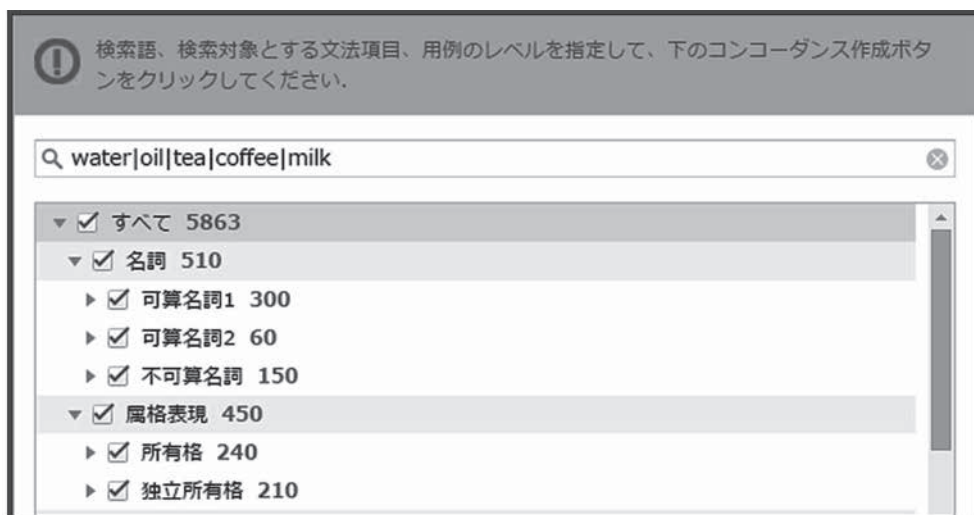 検索語、検索対象とする文法項目、用例のレベルを指定して、下のコンコーダンス作成ボタ
ンをクリックしてください.
water|oil|tea|coffee|milk
すべて 5863
名詞 510
可算名詞1 300
可算名詞2 60
不可算名詞 150
属格表現 450
所有格 240
独立所有格 210